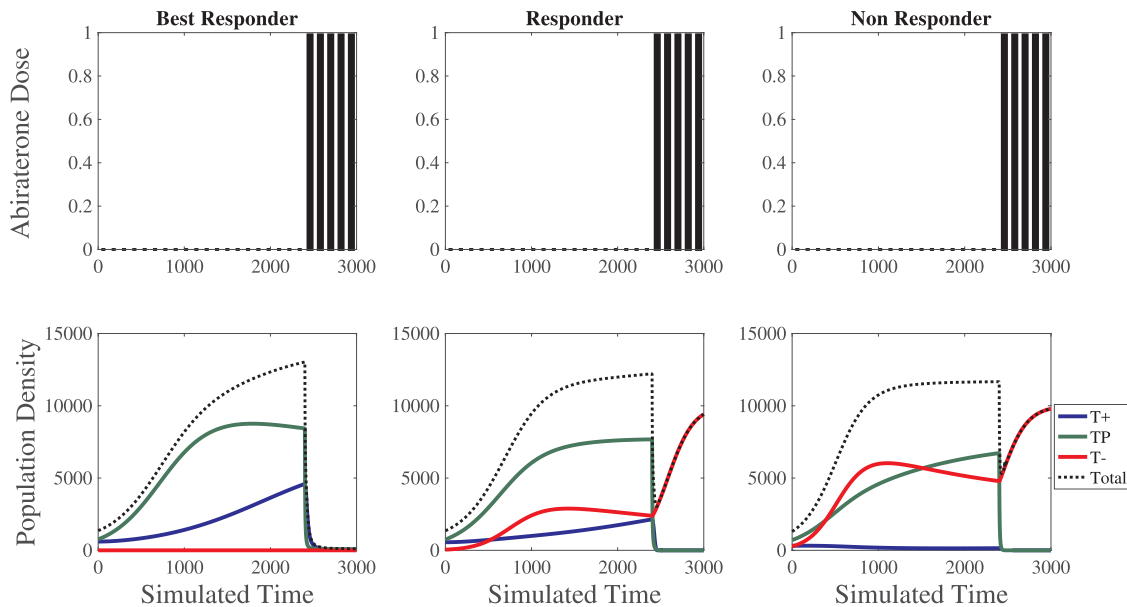 Best Responder
Responder
Non Responder
Abiraterone Dose
1
0.8
0.6
0.4
0.2
0
0 1000 2000 3000
1
0.8
0.6
0.4
0.2
0
0 1000 2000 3000
1
0.8
0.6
0.4
0.2
0
0 1000 2000 3000
Population Density
15000
10000
5000
0
0 1000 2000 3000
Simulated Time
15000
10000
5000
0
0 1000 2000 3000
Simulated Time
15000
10000
5000
0
0 1000 2000 3000
Simulated Time
T+
TP
T-
Total